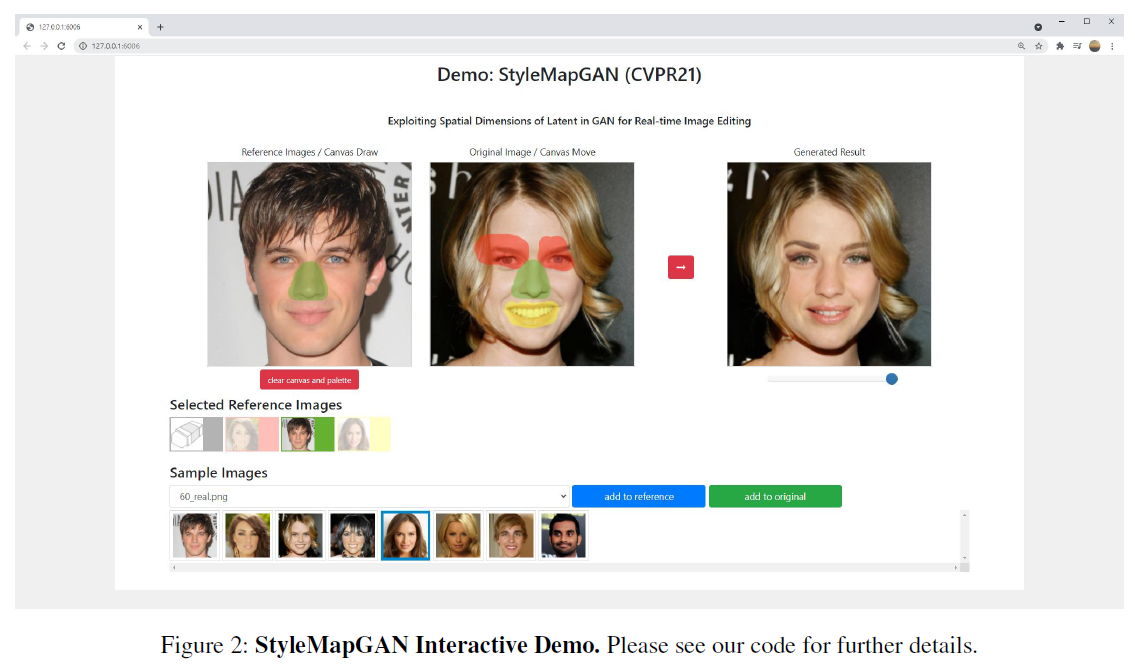 127.0.0.1:6006
127.0.0.1:6006
Demo: StyleMapGAN (CVPR21)
Exploiting Spatial Dimensions of Latent in GAN for Real-time Image Editing
Reference Images / Canvas Draw
Original Image / Canvas Move
Generated Result
clear canvas and palette
Selected Reference Images
Sample Images
60_real.png
add to reference
add to original
Figure 2: StyleMapGAN Interactive Demo. Please see our code for further details.